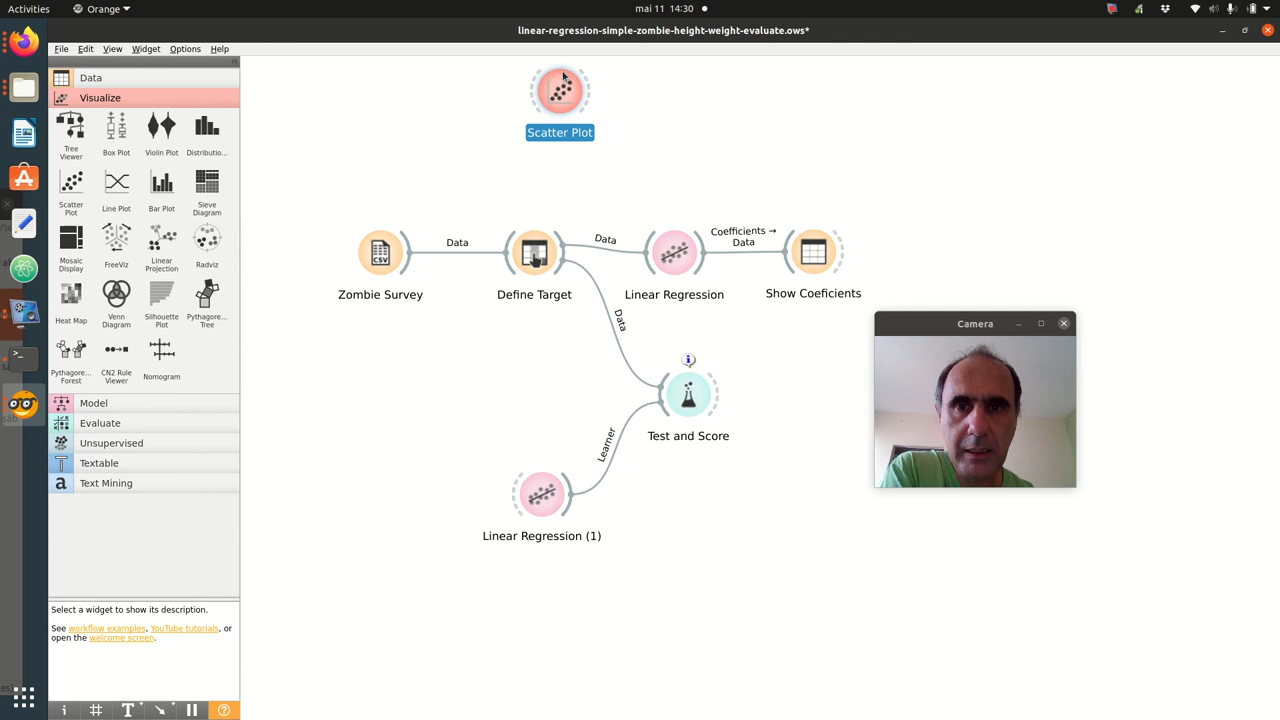 Activities
Orange
mai 11 14:30
linear-regression-simple-zombie-height-weight-evaluate.ows*
File Edit View Widget Options Help
Data
Visualize
Tree Viewer
Box Plot
Violin Plot
Distributio...
Scatter Plot
Line Plot
Bar Plot
Sieve Diagram
Mosaic Display
FreeViz
Linear Projection
Radviz
Heat Map
Venn Diagram
Silhouette Plot
Pythagore... Tree
Pythagore... Forest
CN2 Rule Viewer
Nomogram
Model
Evaluate
Unsupervised
Textable
Text Mining
Select a widget to show its description.
See workflow examples, YouTube tutorials, or
open the welcome screen.
Scatter Plot
Data
Data
Coefficients →
Data
Zombie Survey
Define Target
Linear Regression
Show Coeficients
Data
Learner
Test and Score
Linear Regression (1)
Camera